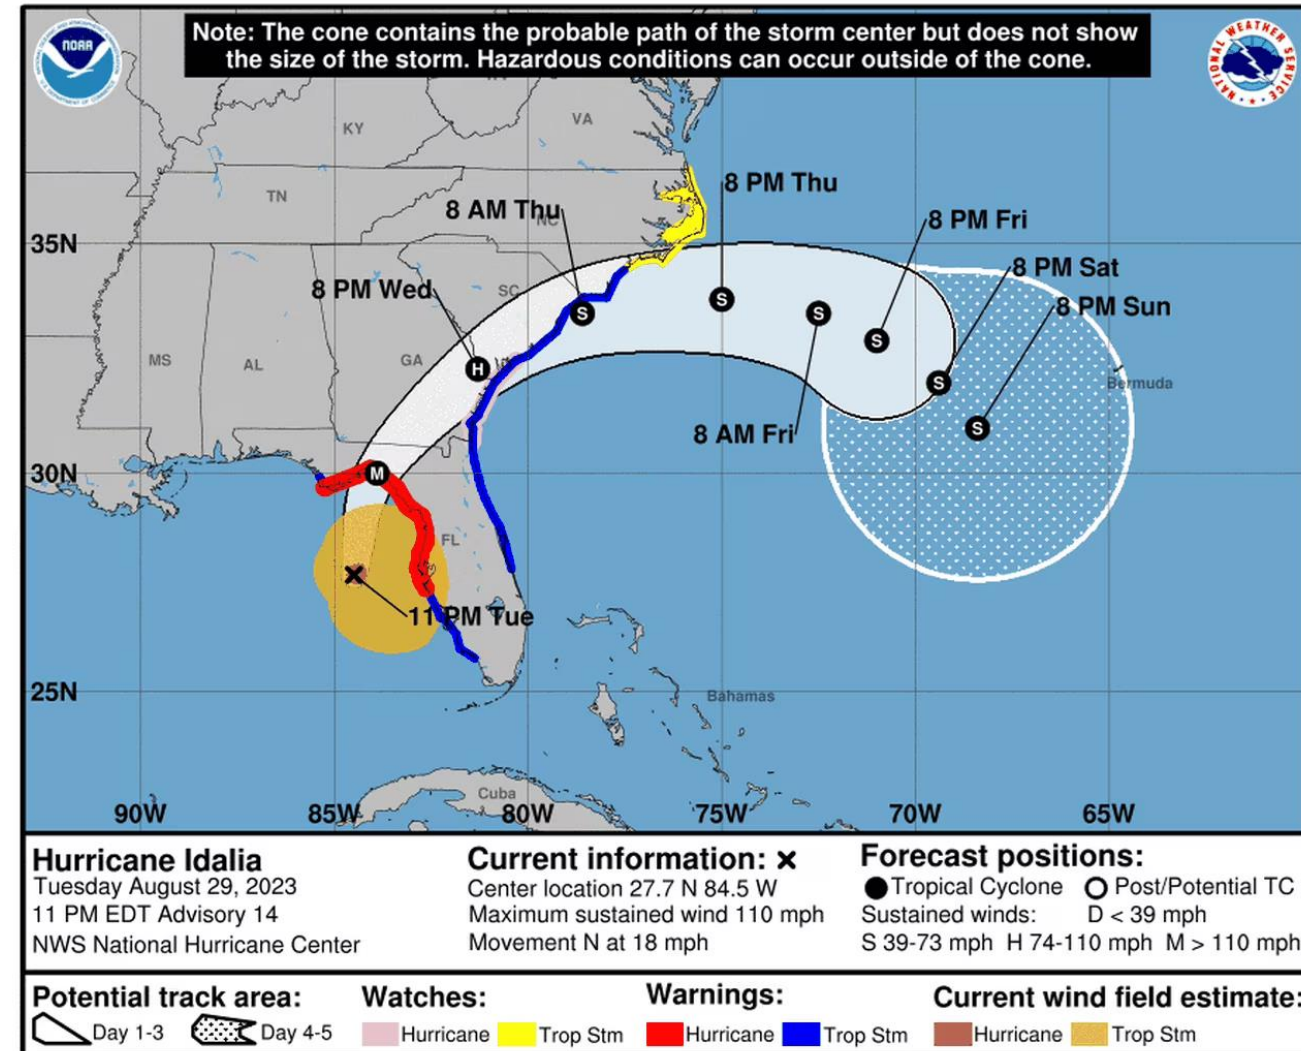 Note: The cone contains the probable path of the storm center but does not show
the size of the storm. Hazardous conditions can occur outside of the cone.
NOAA
NATIONAL WEATHER SERVICE
KY
VA
TN
8 PM Thu
8 AM Thu
NC
8 PM Fri
35N
8 PM Sat
8 PM Wed
SC
8 PM Sun
MS
AL
GA
H
S
S
S
S
S
S
Bermuda
8 AM Fri
30N
M
FL
11 PM Tue
25N
Bahamas
Cuba
90W
85W
80W
75W
70W
65W
Hurricane Idalia
Tuesday August 29, 2023
11 PM EDT Advisory 14
NWS National Hurricane Center
Current information: x
Center location 27.7 N 84.5 W
Maximum sustained wind 110 mph
Movement N at 18 mph
Forecast positions:
Tropical Cyclone Post/Potential TC
Sustained winds: D < 39 mph
S 39-73 mph H 74-110 mph M > 110 mph
Potential track area:
Day 1-3 Day 4-5
Watches:
Hurricane Trop Stm
Warnings:
Hurricane Trop Stm
Current wind field estimate:
Hurricane Trop Stm